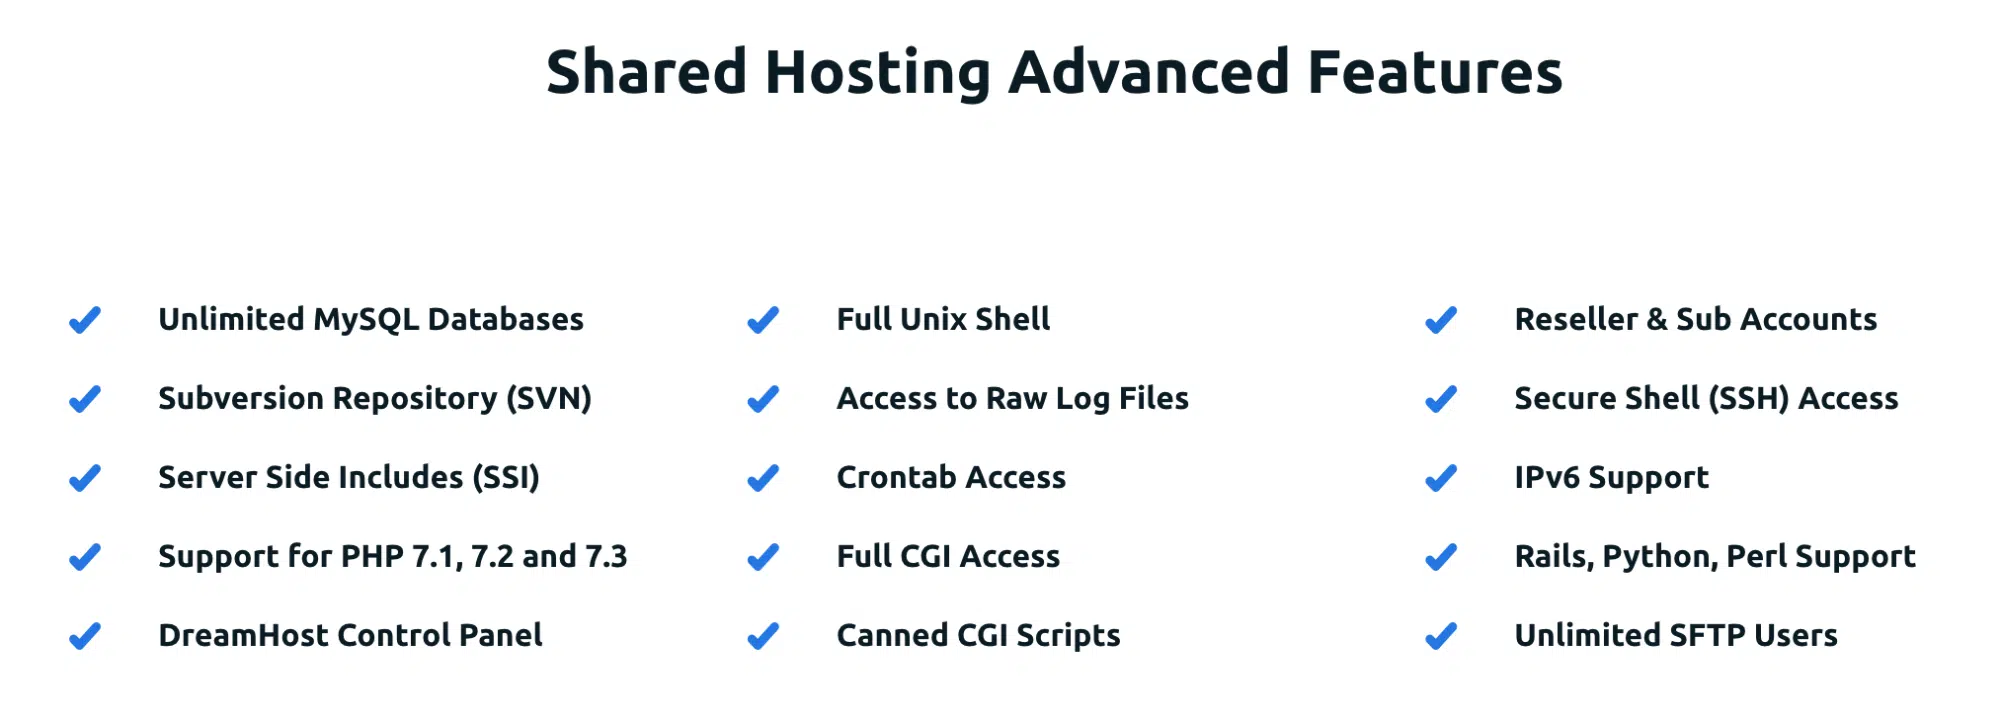 Shared Hosting Advanced Features
Unlimited MySQL Databases
Subversion Repository (SVN)
Server Side Includes (SSI)
Support for PHP 7.1, 7.2 and 7.3
DreamHost Control Panel
Full Unix Shell
Access to Raw Log Files
Crontab Access
Full CGI Access
Canned CGI Scripts
Reseller & Sub Accounts
Secure Shell (SSH) Access
IPv6 Support
Rails, Python, Perl Support
Unlimited SFTP Users